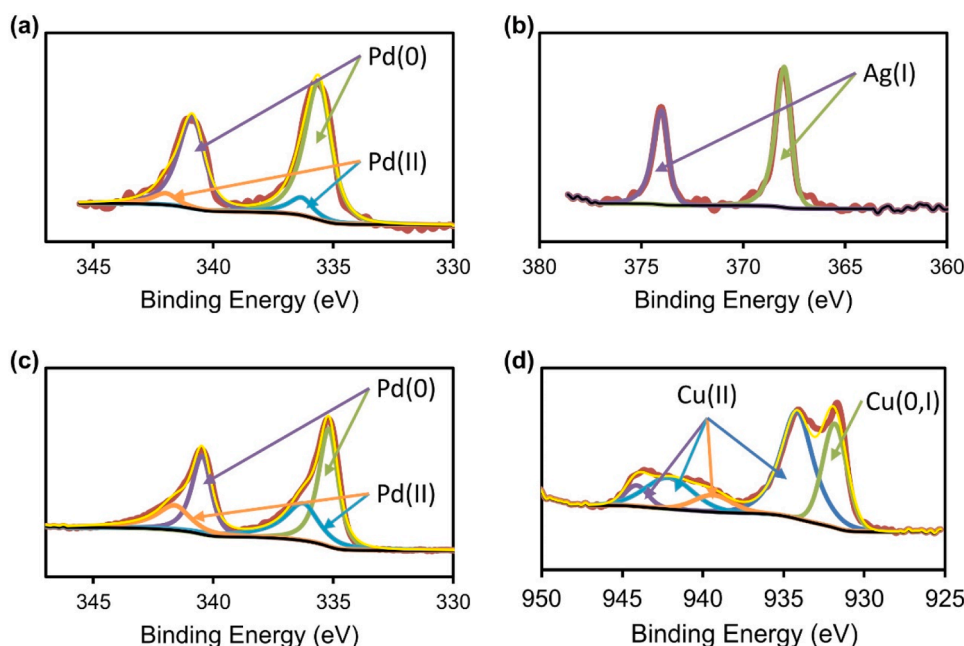 (a)
Pd(0)
Pd(II)
345 340 335 330
Binding Energy (eV)
(b)
Ag(I)
380 375 370 365 360
Binding Energy (eV)
(c)
Pd(0)
Pd(II)
345 340 335 330
Binding Energy (eV)
(d)
Cu(II)
Cu(0,I)
950 945 940 935 930 925
Binding Energy (eV)